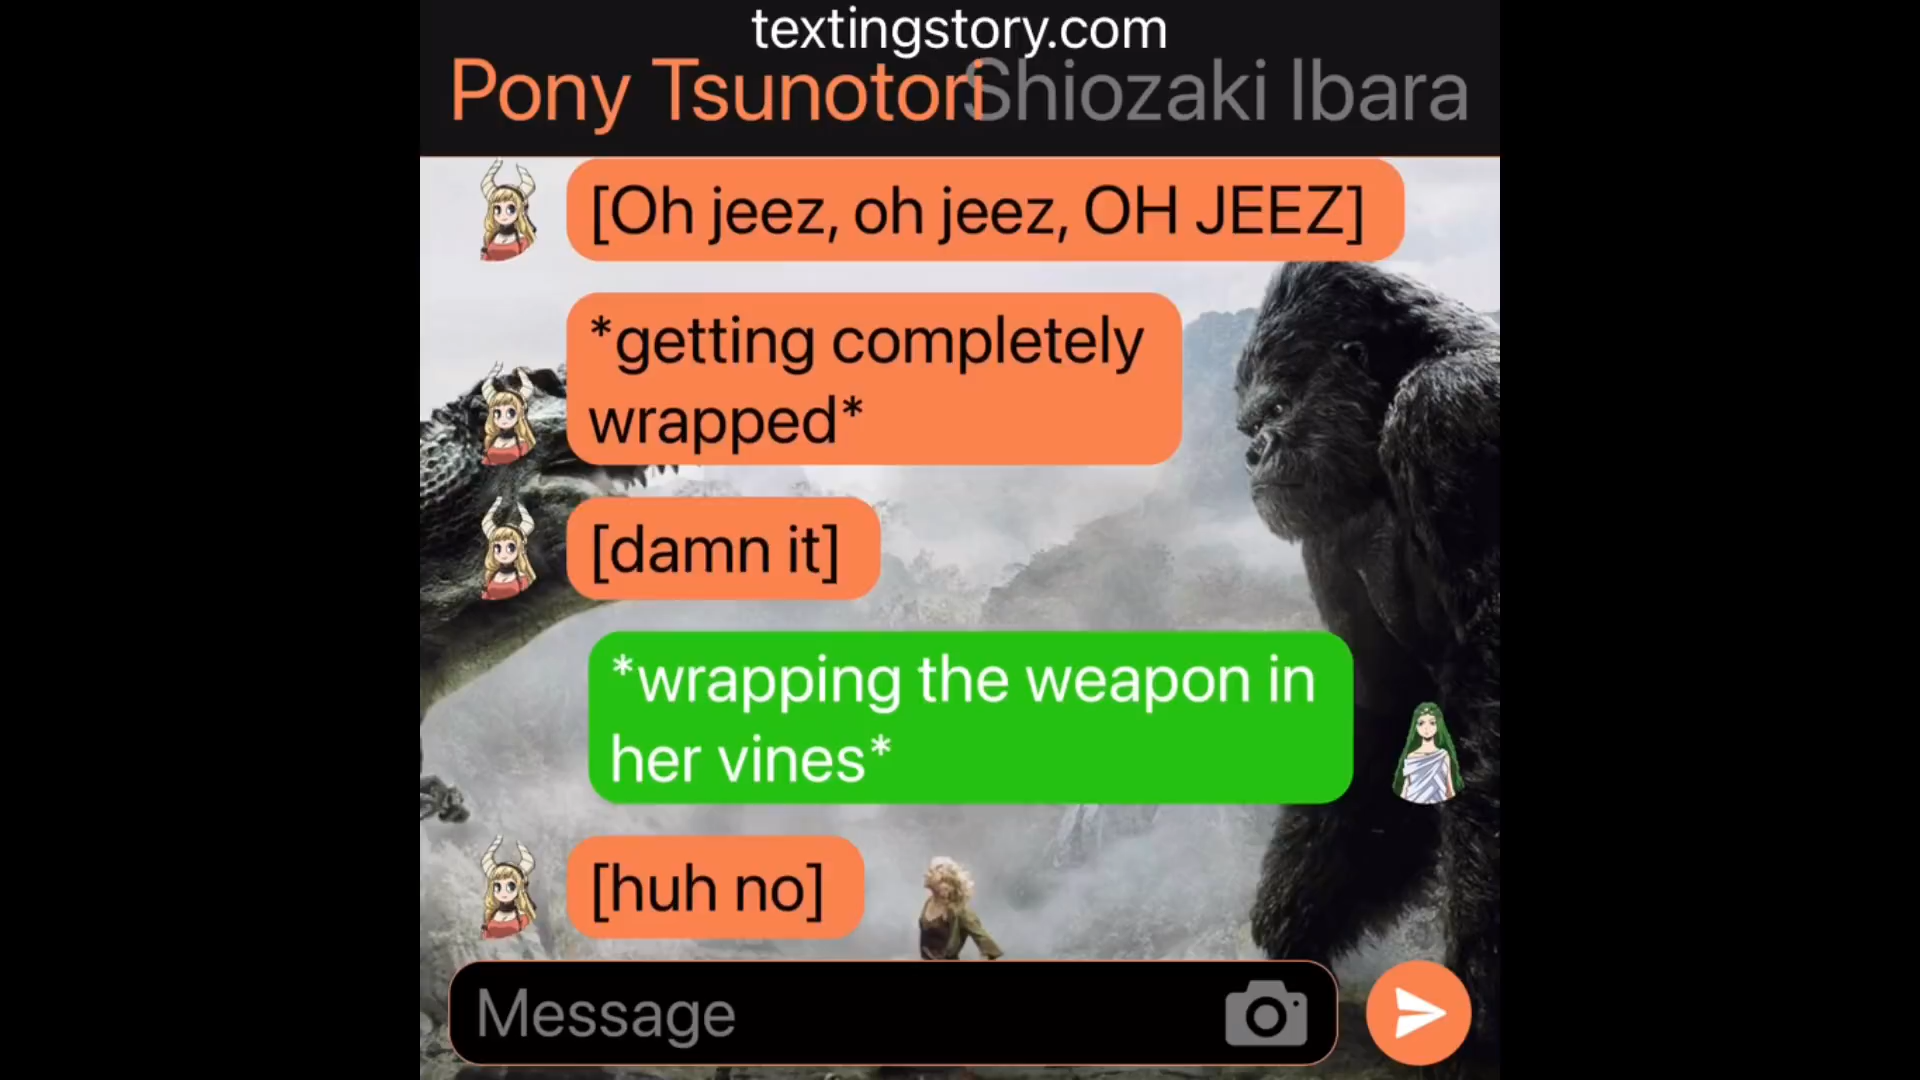 textingstory.com
Pony Tsunotori Shiozaki Ibara
[Oh jeez, oh jeez, OH JEEZ]
*getting completely
wrapped*
[damn it]
*wrapping the weapon in
her vines*
[huh no]
Message